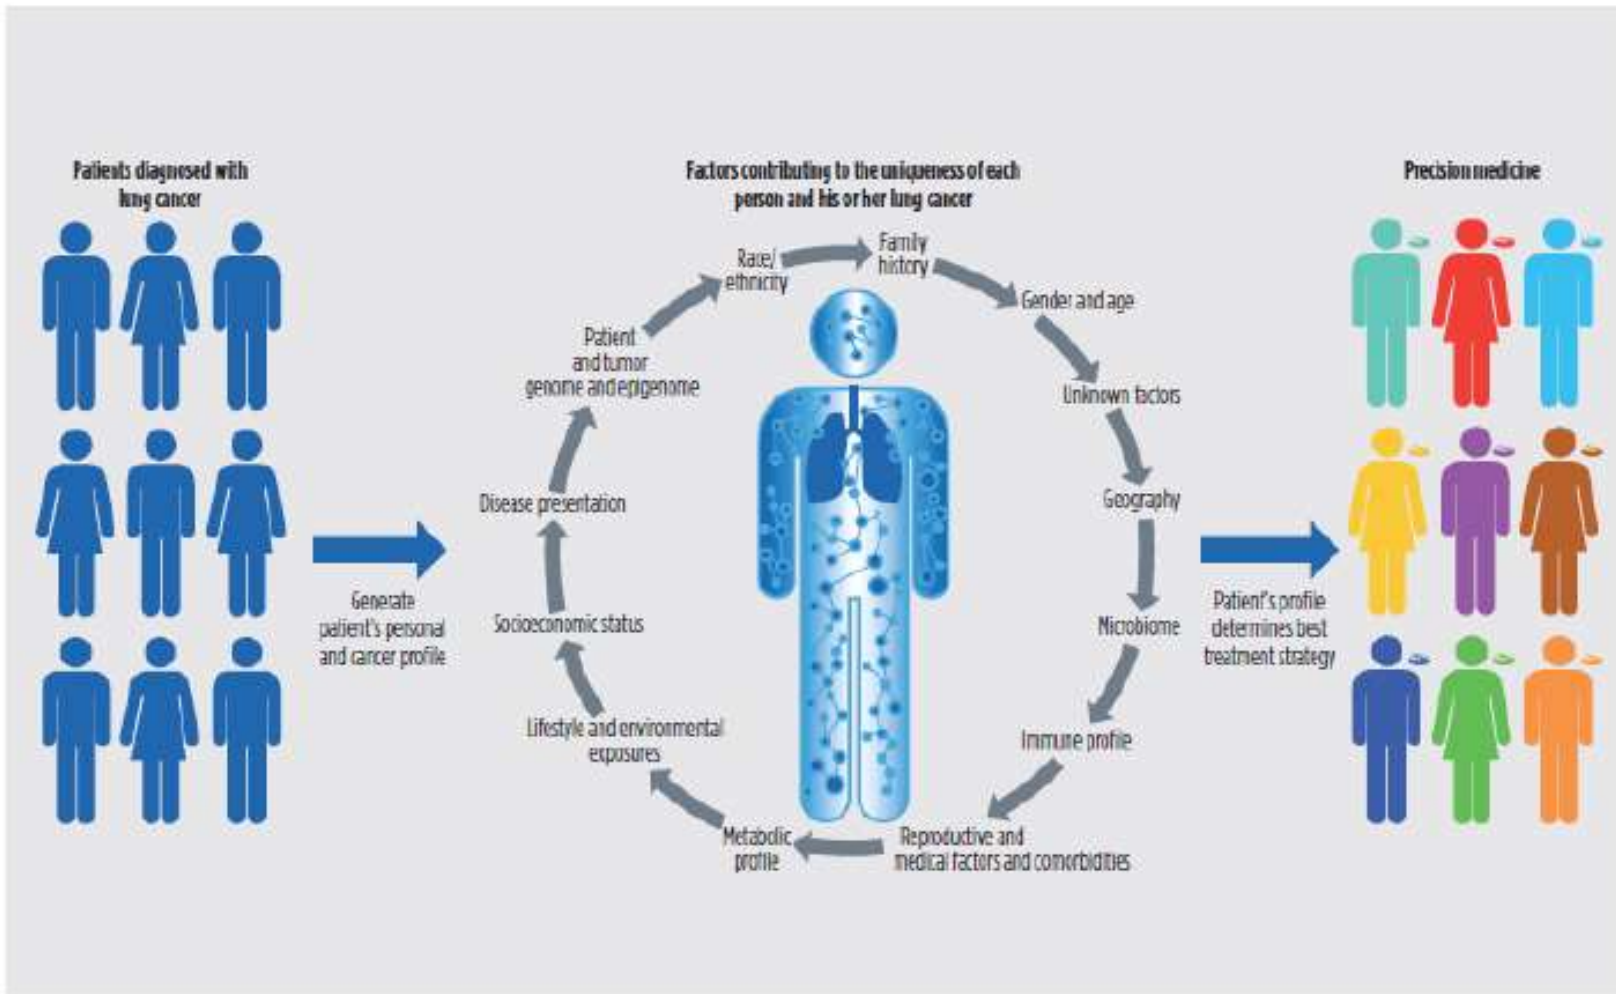 Patients diagnosed with
lung cancer
Generate
patient's personal
and cancer profile
Factors contributing to the uniqueness of each
person and his or her lung cancer
Race/
ethnicity
Family
history
Gender and age
Unknown factors
Geography
Microbiome
Immune profile
Reproductive and
medical factors and comorbidities
Metabolic
profile
Lifestyle and environmental
exposures
Socioeconomic status
Disease presentation
Patient
and tumor
genome and epigenome
Patient's profile
determines best
treatment strategy
Precision medicine